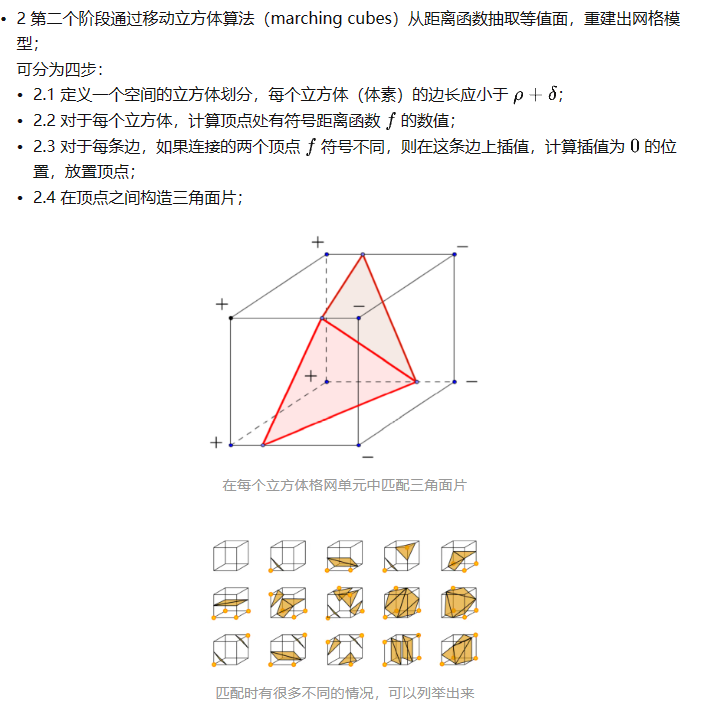 • 2 第二个阶段通过移动立方体算法（marching cubes）从距离函数抽取等值面，重建出网格模
型；
可分为四步：
• 2.1 定义一个空间的立方体划分，每个立方体（体素）的边长应小于 ρ + δ；
• 2.2 对于每个立方体，计算顶点处有符号距离函数 f 的数值；
• 2.3 对于每条边，如果连接的两个顶点 f 符号不同，则在这条边上插值，计算插值为 0 的位
置，放置顶点；
• 2.4 在顶点之间构造三角面片；
+ −
+ −
+ −
+ −
在每个立方体格网单元中匹配三角面片
匹配时有很多不同的情况，可以列举出来